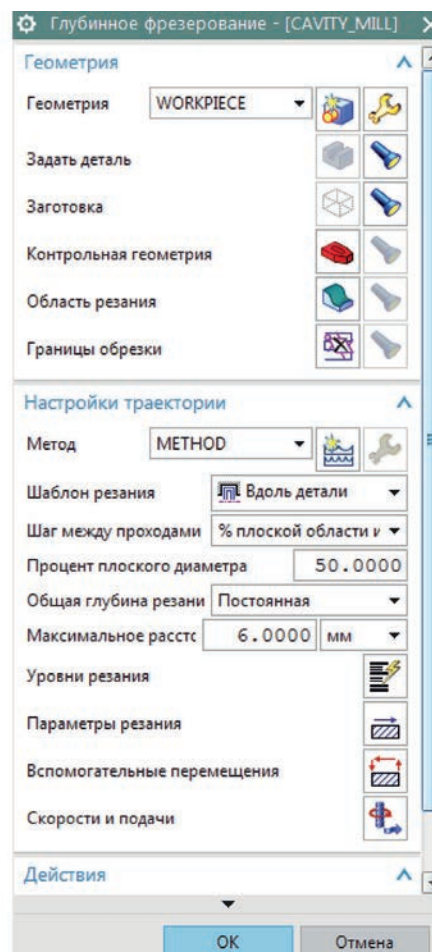 Глубинное фрезерование - [CAVITY_MILL]
Геометрия
Геометрия WORKPIECE
Задать деталь
Заготовка
Контрольная геометрия
Область резания
Границы обрезки
Настройки траектории
Метод METHOD
Шаблон резания Вдоль детали
Шаг между проходами % плоской области и
Процент плоского диаметра 50.0000
Общая глубина резани Постоянная
Максимальное расстс 6.0000 мм
Уровни резания
Параметры резания
Вспомогательные перемещения
Скорости и подачи
Действия
OK Отмена